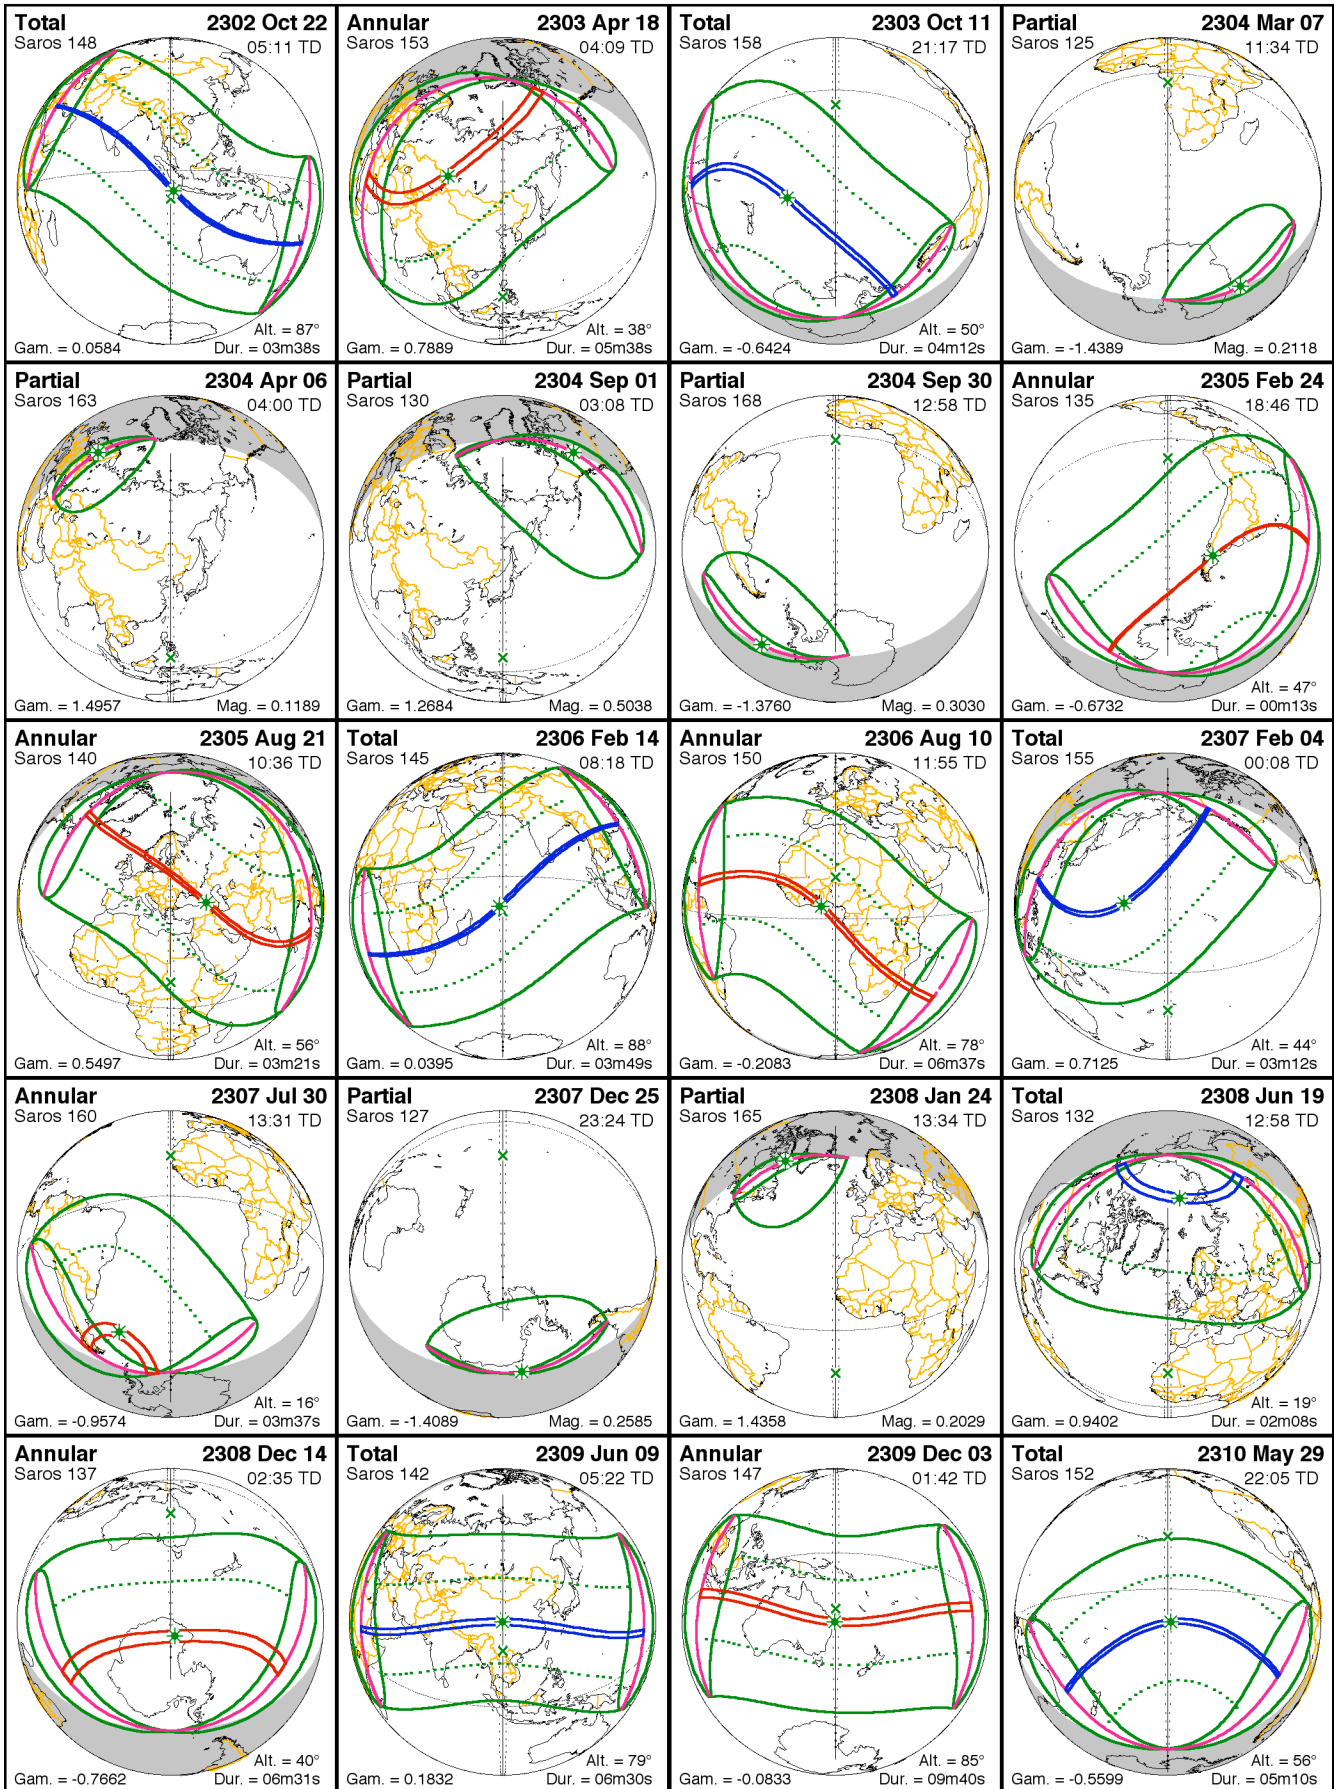 Total 2302 Oct 22
Saros 148 05:11 TD
Alt. = 87°
Gam. = 0.0584 Dur. = 03m38s
Annular 2303 Apr 18
Saros 153 04:09 TD
Alt. = 38°
Gam. = 0.7889 Dur. = 05m38s
Total 2303 Oct 11
Saros 158 21:17 TD
Alt. = 50°
Gam. = -0.6424 Dur. = 04m12s
Partial 2304 Mar 07
Saros 125 11:34 TD
Gam. = -1.4389 Mag. = 0.2118
Partial 2304 Apr 06
Saros 163 04:00 TD
Gam. = 1.4957 Mag. = 0.1189
Partial 2304 Sep 01
Saros 130 03:08 TD
Gam. = 1.2684 Mag. = 0.5038
Partial 2304 Sep 30
Saros 168 12:58 TD
Gam. = -1.3760 Mag. = 0.3030
Annular 2305 Feb 24
Saros 135 18:46 TD
Alt. = 47°
Gam. = -0.6732 Dur. = 00m13s
Annular 2305 Aug 21
Saros 140 10:36 TD
Alt. = 56°
Gam. = 0.5497 Dur. = 03m21s
Total 2306 Feb 14
Saros 145 08:18 TD
Alt. = 88°
Gam. = 0.0395 Dur. = 03m49s
Annular 2306 Aug 10
Saros 150 11:55 TD
Alt. = 78°
Gam. = -0.2083 Dur. = 06m37s
Total 2307 Feb 04
Saros 155 00:08 TD
Alt. = 44°
Gam. = 0.7125 Dur. = 03m12s
Annular 2307 Jul 30
Saros 160 13:31 TD
Alt. = 16°
Gam. = -0.9574 Dur. = 03m37s
Partial 2307 Dec 25
Saros 127 23:24 TD
Gam. = -1.4089 Mag. = 0.2585
Partial 2308 Jan 24
Saros 165 13:34 TD
Gam. = 1.4358 Mag. = 0.2029
Total 2308 Jun 19
Saros 132 12:58 TD
Alt. = 19°
Gam. = 0.9402 Dur. = 02m08s
Annular 2308 Dec 14
Saros 137 02:35 TD
Alt. = 40°
Gam. = -0.7662 Dur. = 06m31s
Total 2309 Jun 09
Saros 142 05:22 TD
Alt. = 79°
Gam. = 0.1832 Dur. = 06m30s
Annular 2309 Dec 03
Saros 147 01:42 TD
Alt. = 85°
Gam. = -0.0833 Dur. = 09m40s
Total 2310 May 29
Saros 152 22:05 TD
Alt. = 56°
Gam. = -0.5599 Dur. = 05m10s